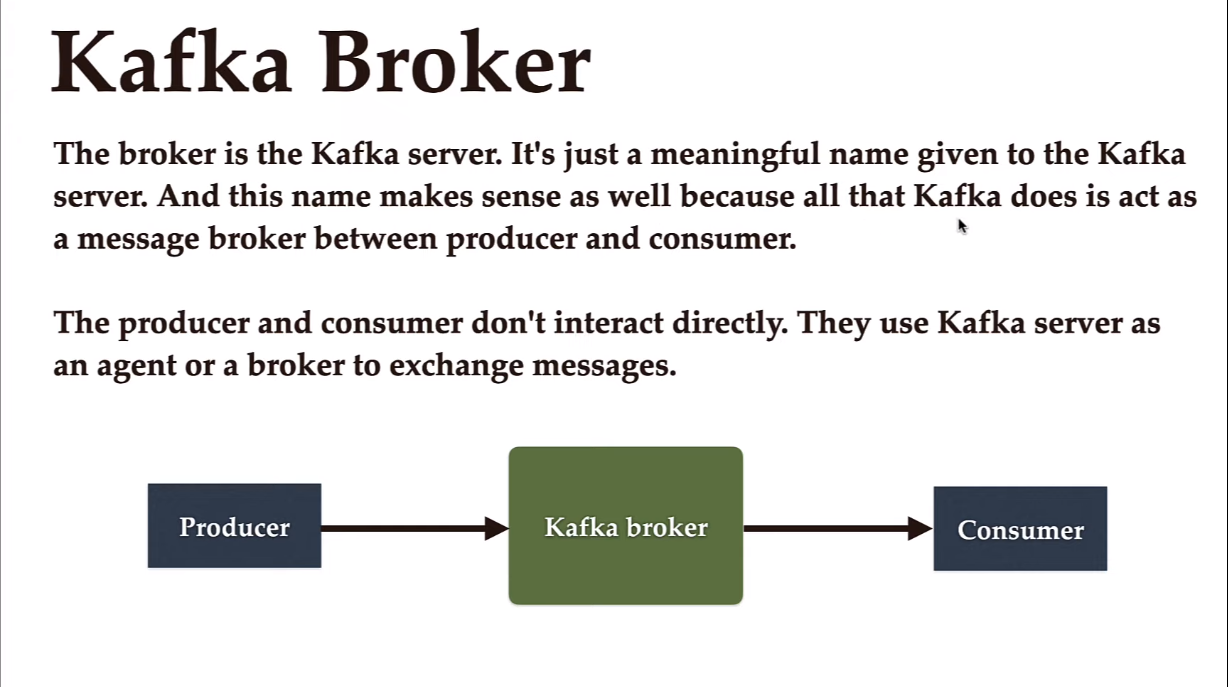 Kafka Broker
The broker is the Kafka server. It's just a meaningful name given to the Kafka
server. And this name makes sense as well because all that Kafka does is act as
a message broker between producer and consumer.
The producer and consumer don't interact directly. They use Kafka server as
an agent or a broker to exchange messages.
Producer
Kafka broker
Consumer